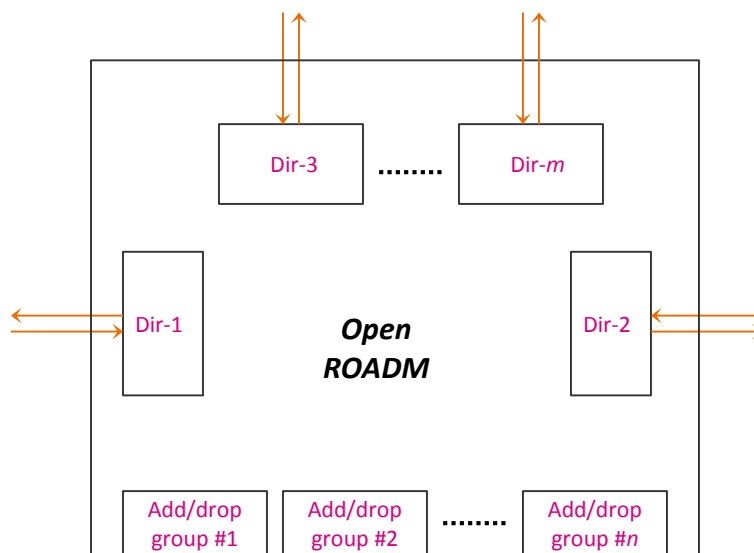 Dir-3
........
Dir-m
Dir-1
Open
ROADM
Dir-2
Add/drop
group #1
Add/drop
group #2
........
Add/drop
group #n